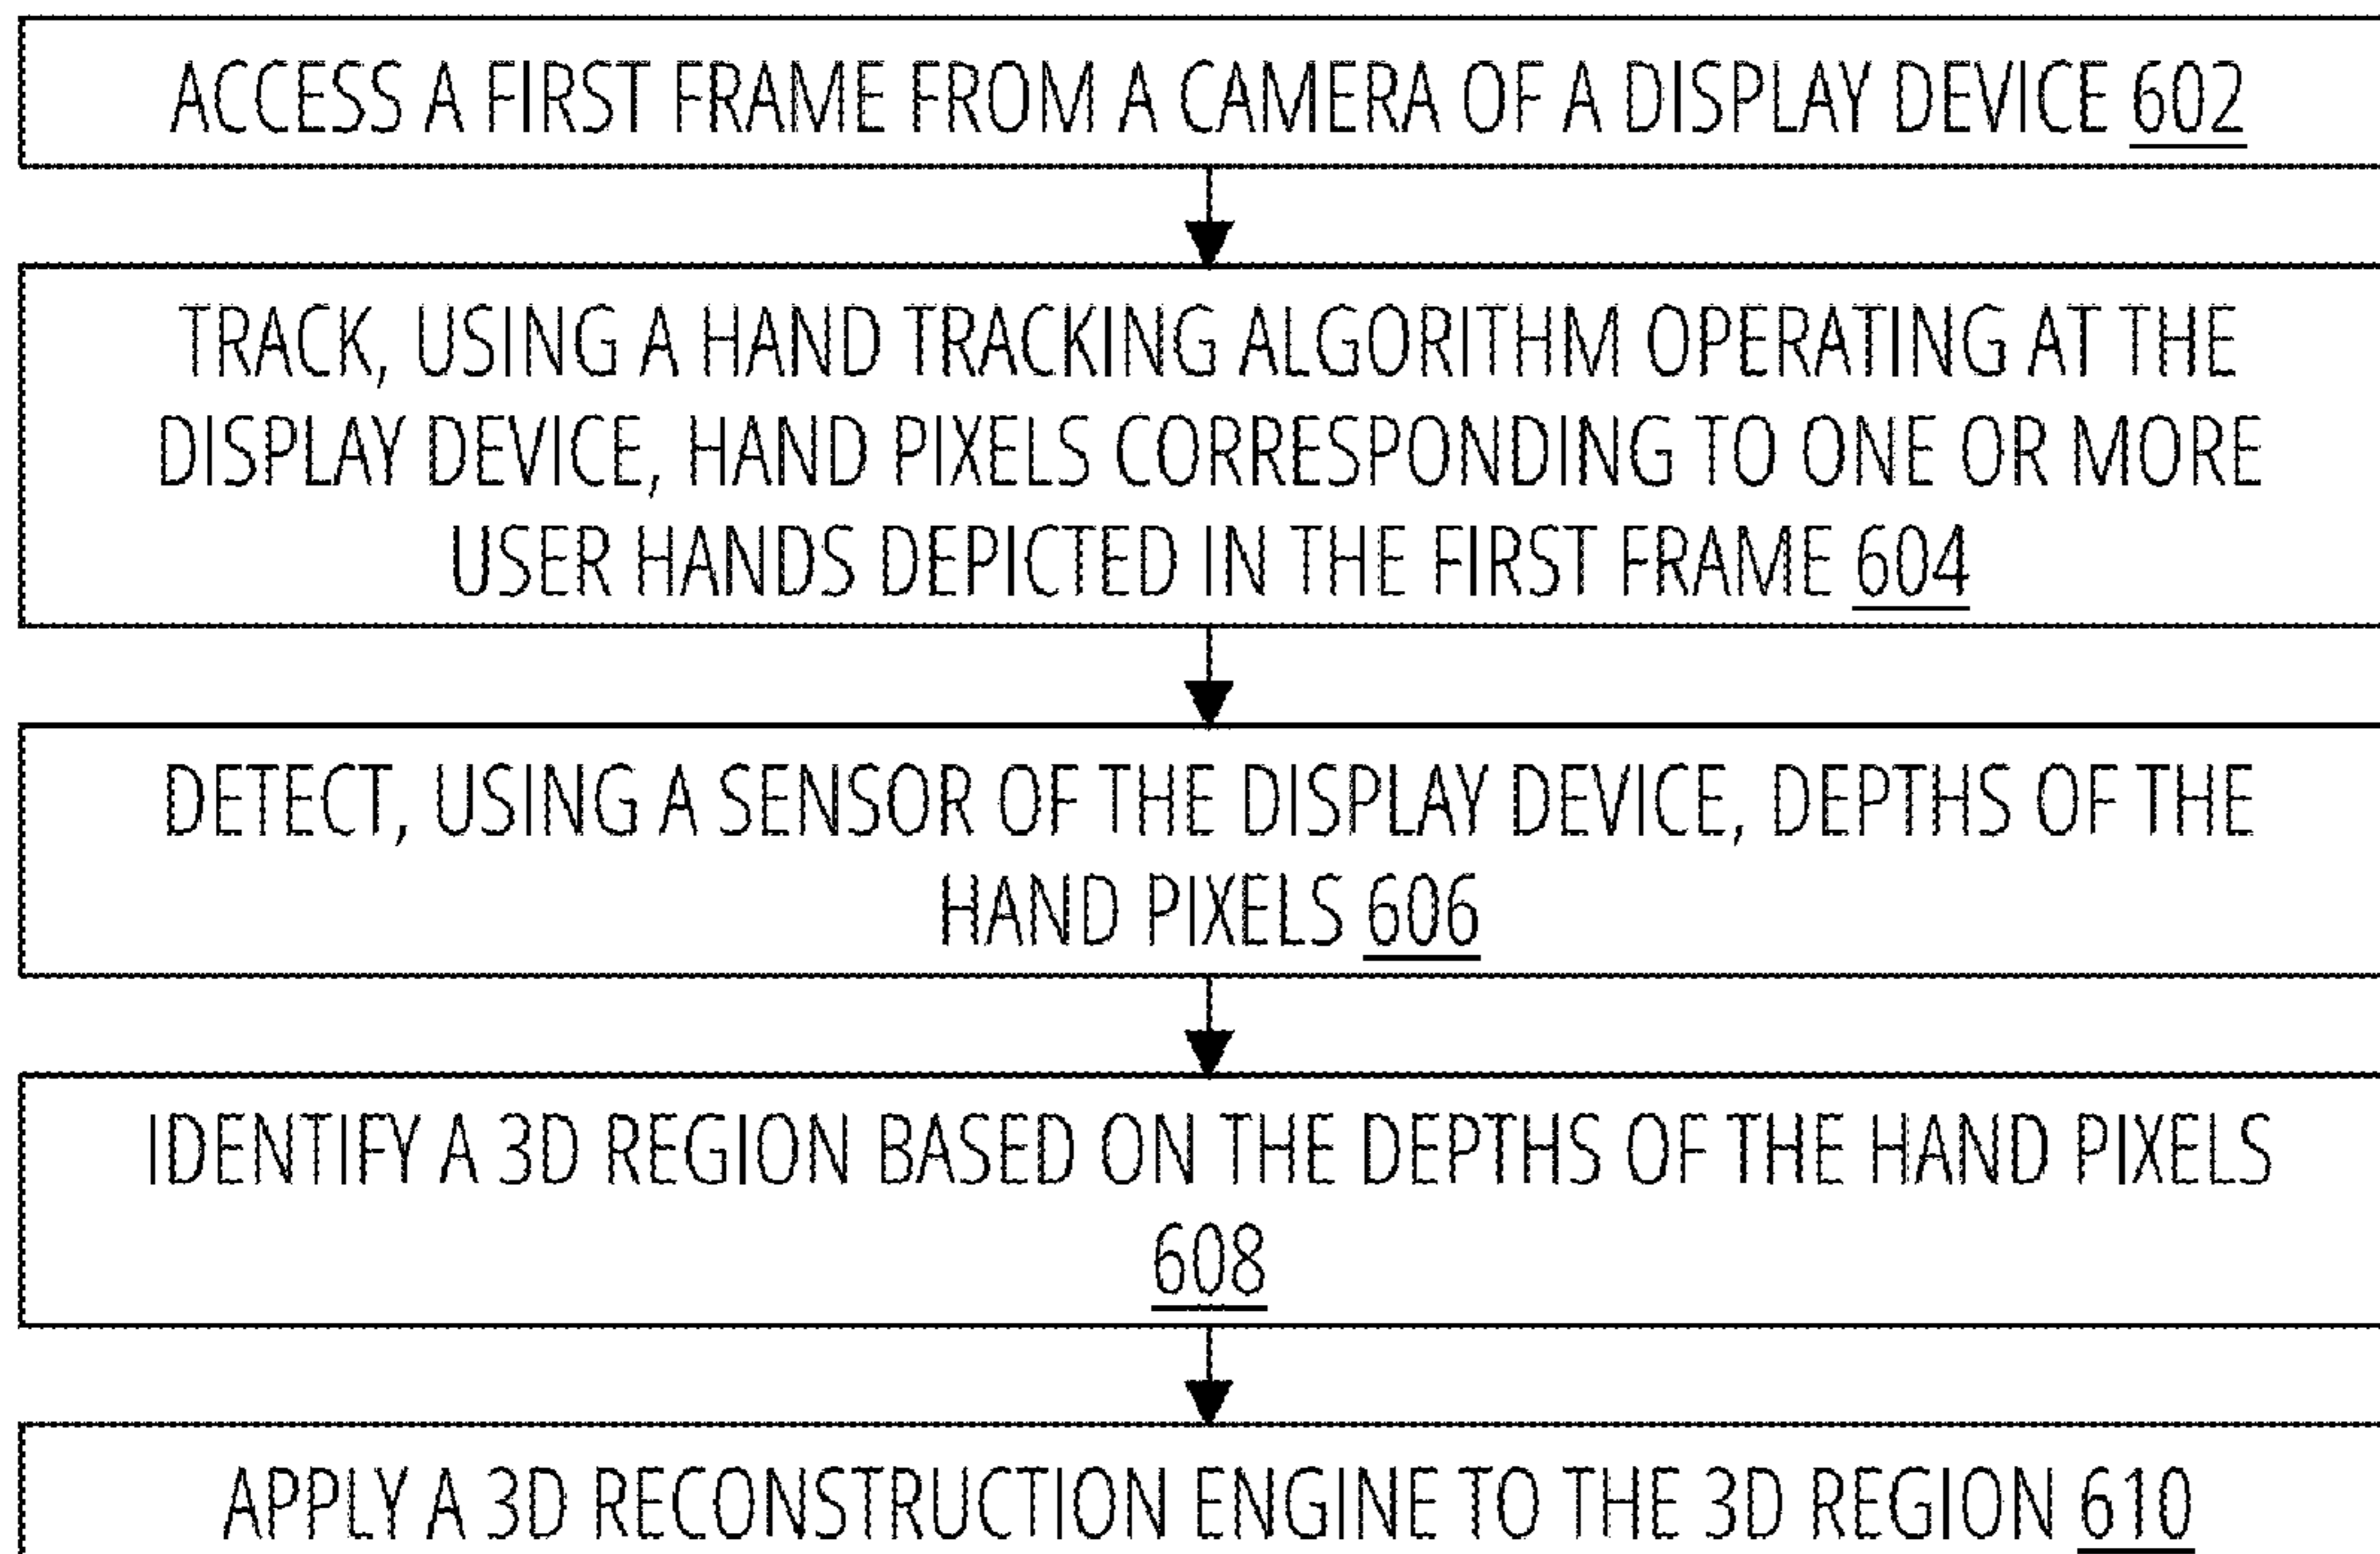 ACCESS A FIRST FRAME FROM A CAMERA OF A DISPLAY DEVICE 602
TRACK, USING A HAND TRACKING ALGORITHM OPERATING AT THE
DISPLAY DEVICE, HAND PIXELS CORRESPONDING TO ONE OR MORE
USER HANDS DEPICTED IN THE FIRST FRAME 604
DETECT, USING A SENSOR OF THE DISPLAY DEVICE, DEPTHS OF THE
HAND PIXELS 606
IDENTIFY A 3D REGION BASED ON THE DEPTHS OF THE HAND PIXELS
608
APPLY A 3D RECONSTRUCTION ENGINE TO THE 3D REGION 610